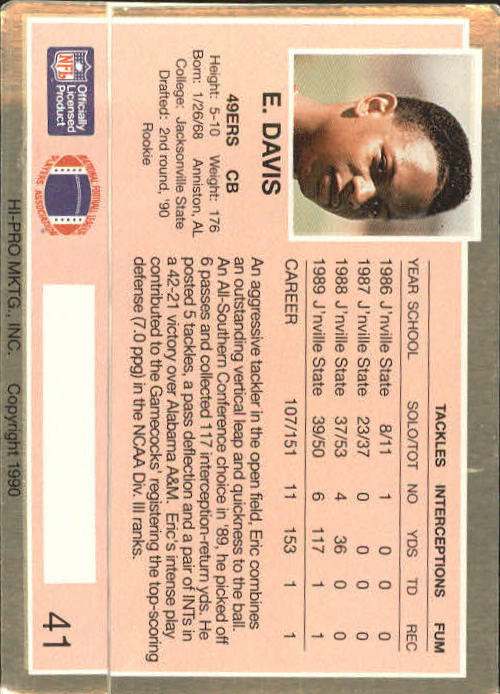 E. DAVIS
49ERS CB
Height: 5-10 Weight: 176
Born: 1/26/68 Anniston, AL
College: Jacksonville State
Drafted: 2nd round, '90
Rookie
NFL
Officially
Licensed
Product
NATIONAL FOOTBALL LEAGUE
PLAYERS ASSOCIATION
TACKLES INTERCEPTIONS FUM
YEAR SCHOOL SOLO/TOT NO YDS TD REC
1986 J'nville State 8/11 1 0 0 0
1987 J'nville State 23/37 0 0 0 0
1988 J'nville State 37/53 4 36 0 0
1989 J'nville State 39/50 6 117 1 1
CAREER 107/151 11 153 1 1
An aggressive tackler in the open field, Eric combines
an outstanding vertical leap and quickness to the ball.
An All-Southern Conference choice in '89, he picked off
6 passes and collected 117 interception-return yds. He
posted 5 tackles, a pass deflection and a pair of INTs in
a 42-21 victory over Alabama A&M. Eric's intense play
contributed to the Gamecocks' registering the top-scoring
defense (7.0 ppg) in the NCAA Div. III ranks.
41
HI-PRO MKTG., INC. Copyright 1990